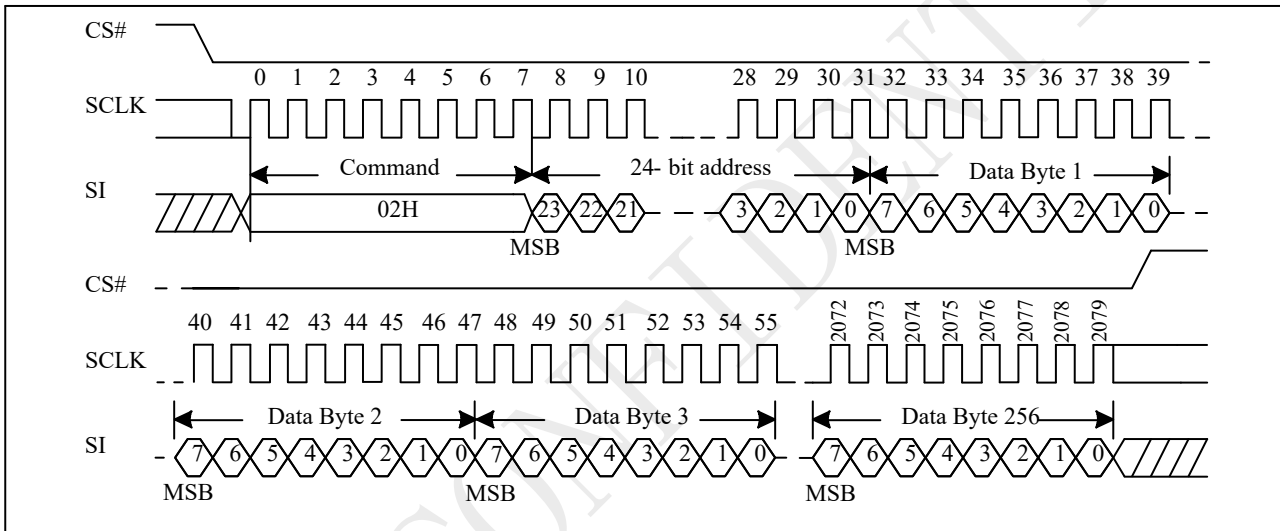 CS#
0 1 2 3 4 5 6 7 8 9 10 28 29 30 31 32 33 34 35 36 37 38 39
SCLK
Command 24- bit address Data Byte 1
SI
02H 23 22 21 3 2 1 0 7 6 5 4 3 2 1 0
MSB MSB
CS#
40 41 42 43 44 45 46 47 48 49 50 51 52 53 54 55 2072 2073 2074 2075 2076 2077 2078 2079
SCLK
Data Byte 2 Data Byte 3 Data Byte 256
SI
7 6 5 4 3 2 1 0 7 6 5 4 3 2 1 0 7 6 5 4 3 2 1 0
MSB MSB MSB
CONFIDENT